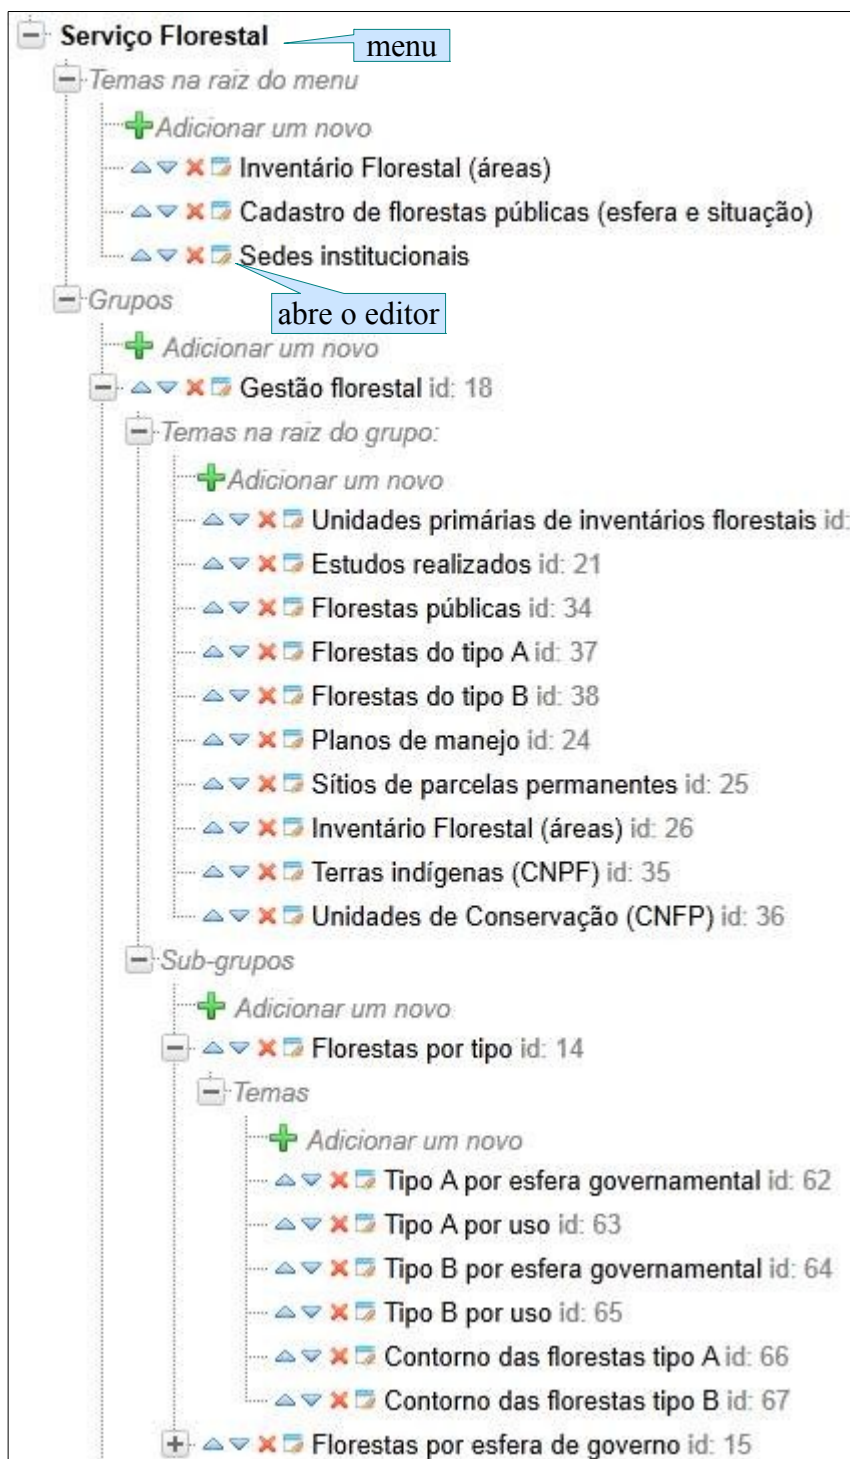 Serviço Florestal menu
Temas na raiz do menu
Adicionar um novo
Inventário Florestal (áreas)
Cadastro de florestas públicas (esfera e situação)
Sedes institucionais
Grupos abre o editor
Adicionar um novo
Gestão florestal id: 18
Temas na raiz do grupo:
Adicionar um novo
Unidades primárias de inventários florestais id:
Estudos realizados id: 21
Florestas públicas id: 34
Florestas do tipo A id: 37
Florestas do tipo B id: 38
Planos de manejo id: 24
Sítios de parcelas permanentes id: 25
Inventário Florestal (áreas) id: 26
Terras indígenas (CNPF) id: 35
Unidades de Conservação (CNFP) id: 36
Sub-grupos
Adicionar um novo
Florestas por tipo id: 14
Temas
Adicionar um novo
Tipo A por esfera governamental id: 62
Tipo A por uso id: 63
Tipo B por esfera governamental id: 64
Tipo B por uso id: 65
Contorno das florestas tipo A id: 66
Contorno das florestas tipo B id: 67
Florestas por esfera de governo id: 15